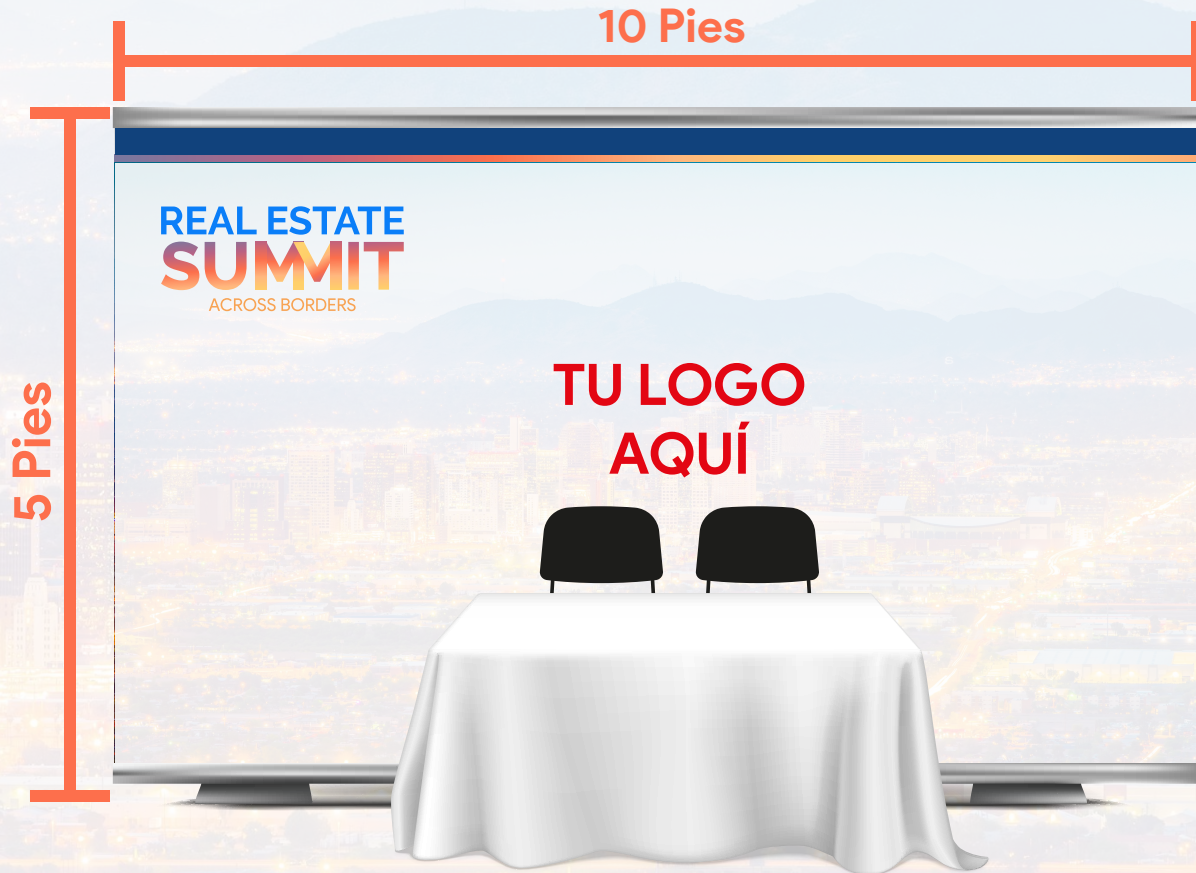 10 Pies
5 Pies
REAL ESTATE
SUMMIT
ACROSS BORDERS
TU LOGO
AQUÍ